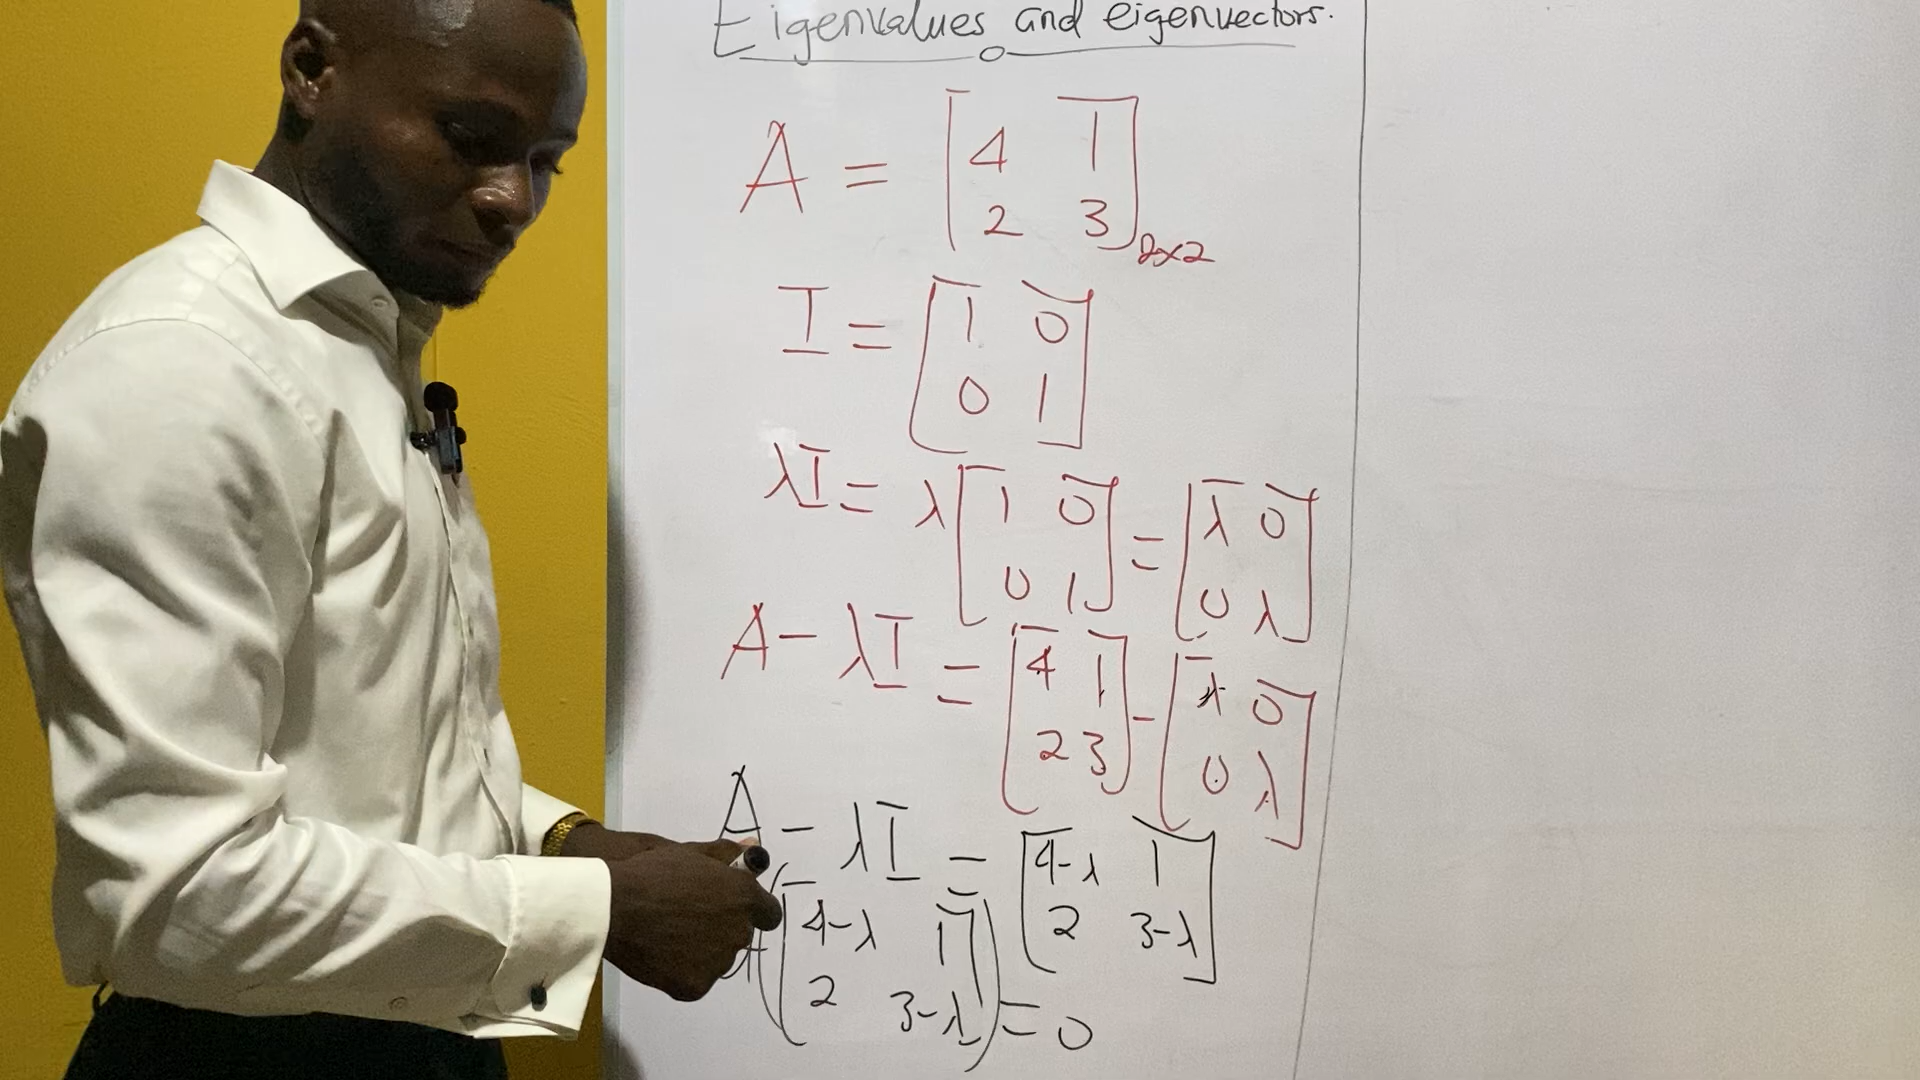 Eigenvalues and eigenvectors.
A = [4 1
2 3]2x2
I = [1 0
0 1]
λI = λ[1 0
0 1] = [λ 0
0 λ]
A - λI = [4 1
2 3] - [λ 0
0 λ]
A - λI = [4-λ 1
2 3-λ]
([4-λ 1
2 3-λ]) = 0